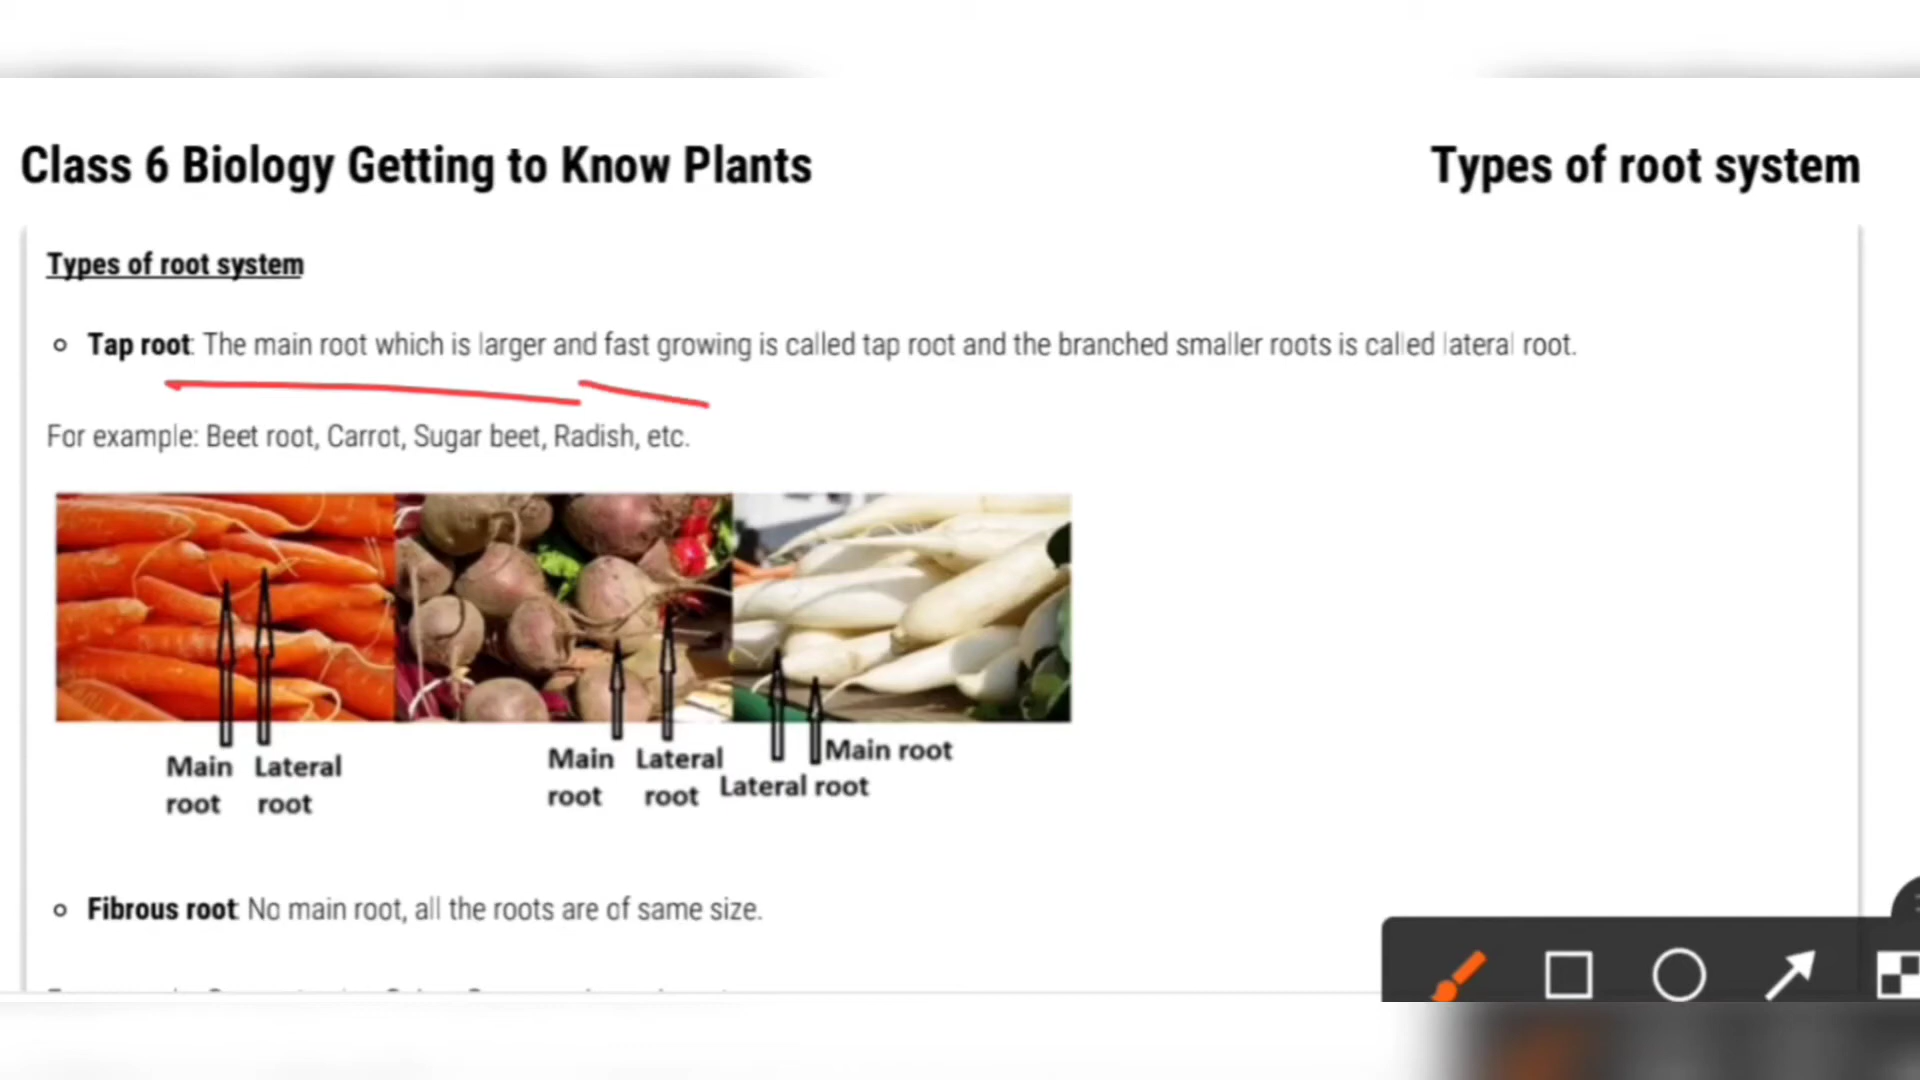 Class 6 Biology Getting to Know Plants
Types of root system
Types of root system
Tap root: The main root which is larger and fast growing is called tap root and the branched smaller roots is called lateral root.
For example: Beet root, Carrot, Sugar beet, Radish, etc.
Main root
Lateral root
Main root
Lateral root
Main root
Lateral root
Fibrous root: No main root, all the roots are of same size.